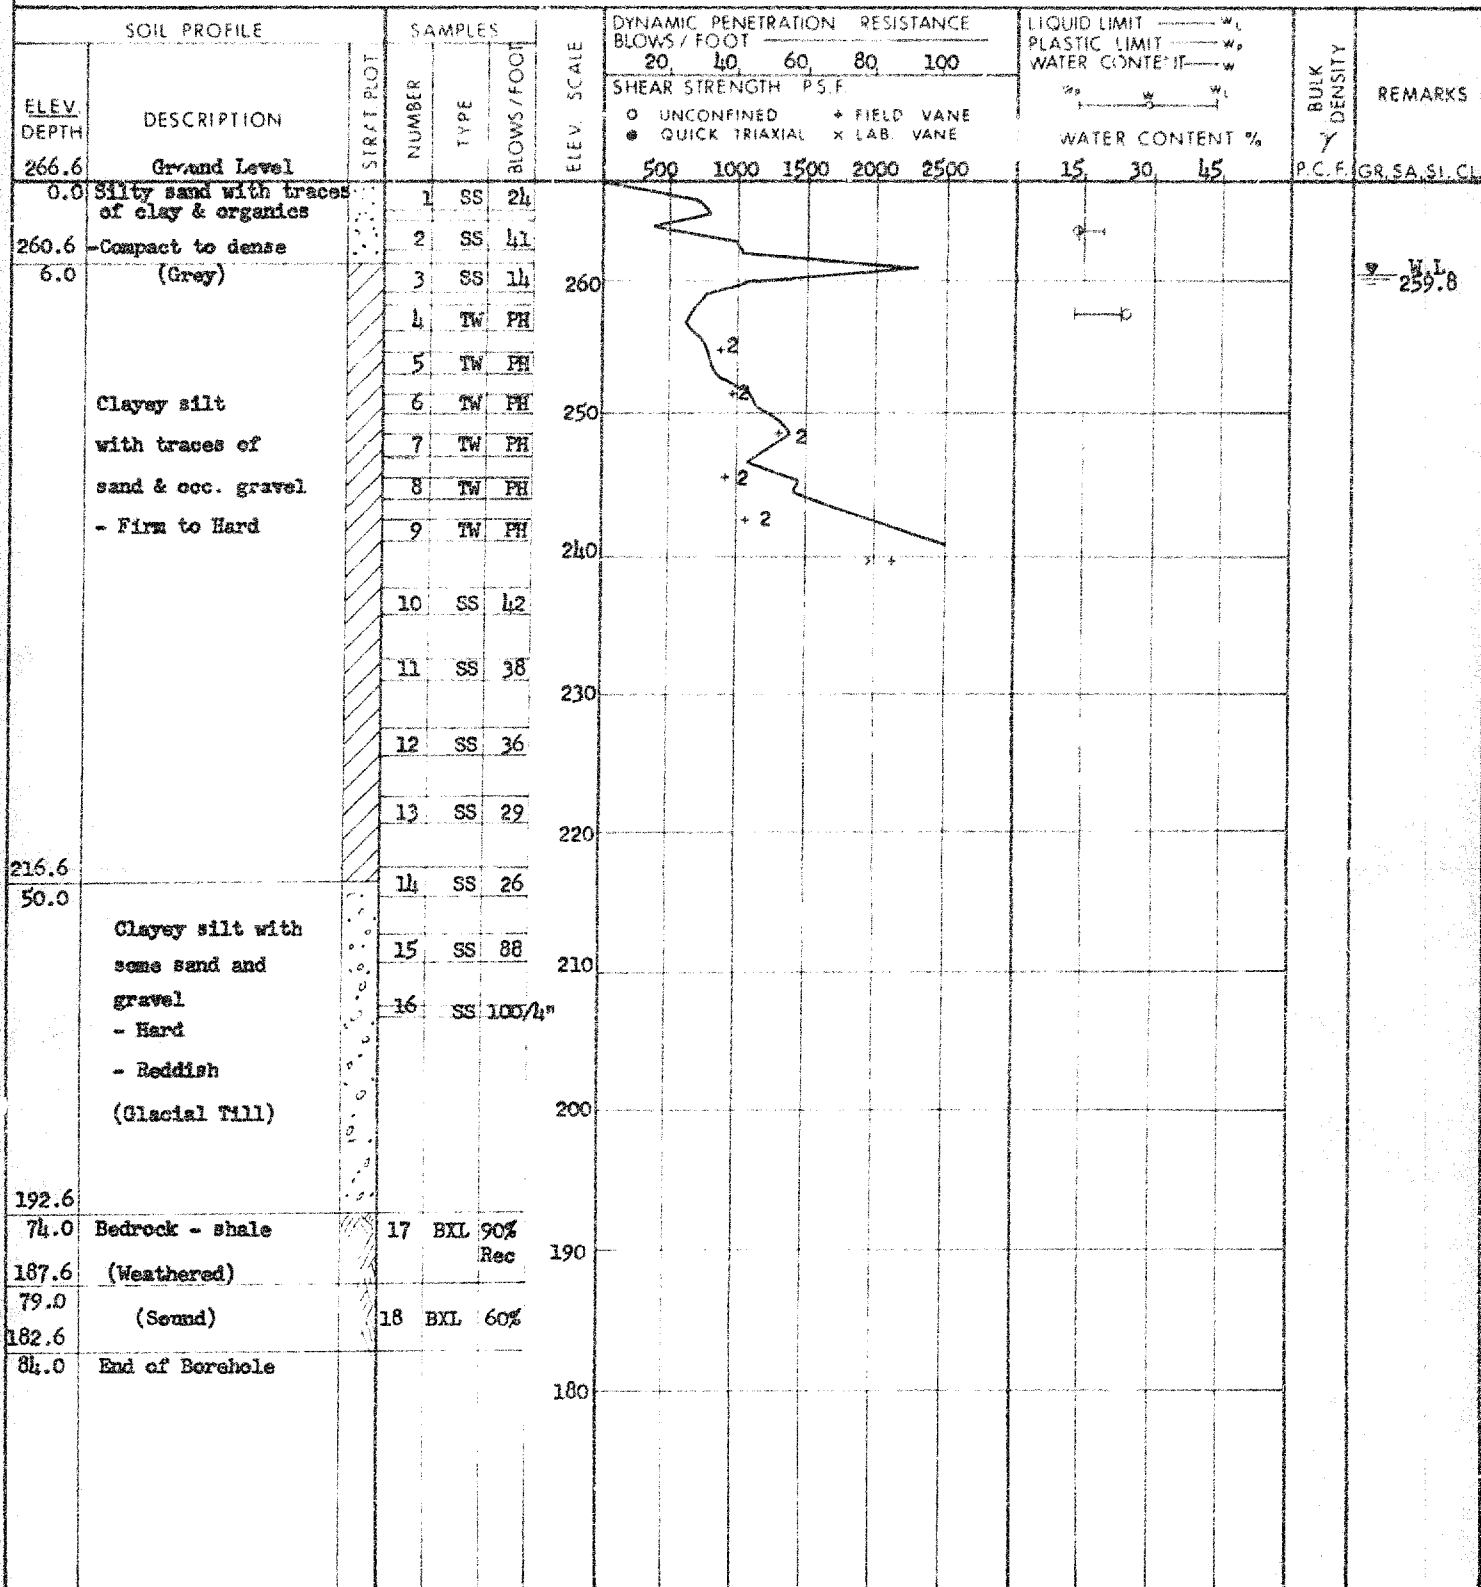 SOIL PROFILE
SAMPLES
ELEV. DEPTH
DESCRIPTION
STRAT PLOT
NUMBER
TYPE
BLOWS / FOOT
ELEV. SCALE
DYNAMIC PENETRATION RESISTANCE
BLOWS / FOOT
20 40 60 80 100
SHEAR STRENGTH P.S.F.
O UNCONFINED + FIELD VANE
● QUICK TRIAXIAL × LAB. VANE
500 1000 1500 2000 2500
LIQUID LIMIT —— wL
PLASTIC LIMIT —— wP
WATER CONTENT —— w
wP w wL
WATER CONTENT %
15 30 45
BULK DENSITY
γ
P.C.F.
REMARKS
GR. SA. SI. CL.
266.6 Ground Level
0.0 Silty sand with traces
of clay & organics
260.6 -Compact to dense
6.0 (Grey)
Clayey silt
with traces of
sand & occ. gravel
- Firm to Hard
216.6
50.0
Clayey silt with
some sand and
gravel
- Hard
- Reddish
(Glacial Till)
192.6
74.0 Bedrock - shale
187.6 (Weathered)
79.0
(Sound)
182.6
84.0 End of Borehole
1 SS 24
2 SS 41
3 SS 14
4 TW PH
5 TW PH
6 TW PH
7 TW PH
8 TW PH
9 TW PH
10 SS 42
11 SS 38
12 SS 36
13 SS 29
14 SS 26
15 SS 88
16 SS 100/4"
17 BXL 90%
Rec
18 BXL 60%
260
250
240
230
220
210
200
190
180
+2
+2
+ 2
+2
+ 2
W.L.
259.8